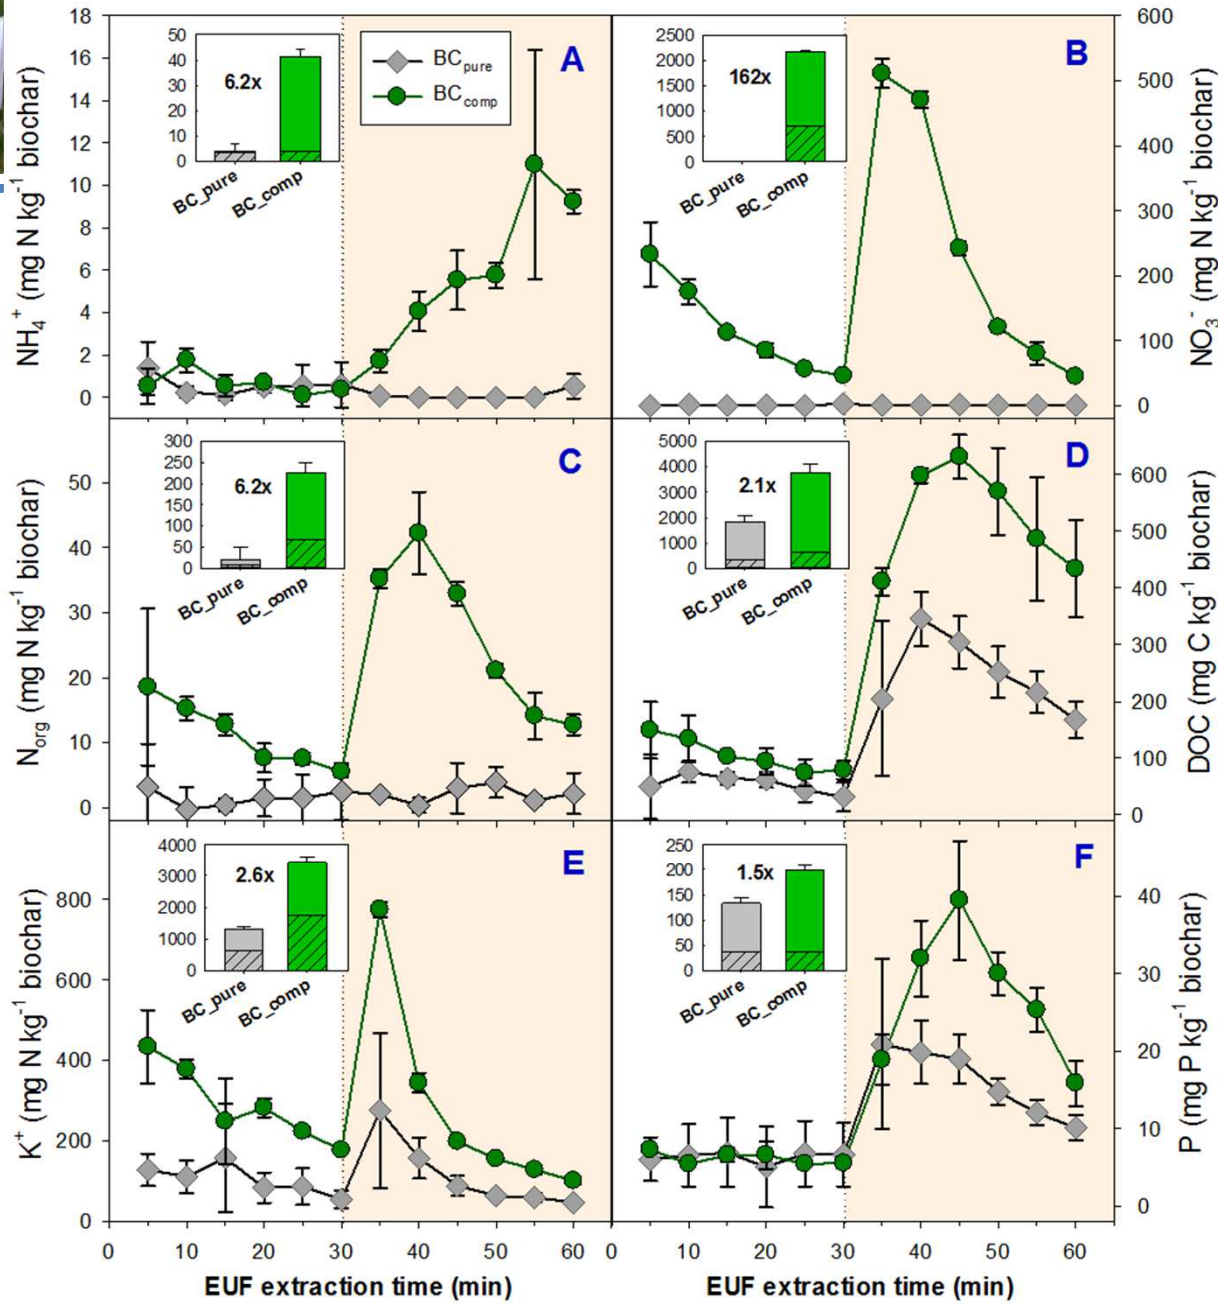 18
16
14
12
10
8
6
4
2
0
NH₄⁺ (mg N kg⁻¹ biochar)
50
40
30
20
10
0
6.2x
BC_pure
BC_comp
BCpure
BCcomp
A
2500
2000
1500
1000
500
0
162x
BC_pure
BC_comp
B
600
500
400
300
200
100
0
NO₃⁻ (mg N kg⁻¹ biochar)
50
40
30
20
10
0
Norg (mg N kg⁻¹ biochar)
300
250
200
150
100
50
0
6.2x
BC_pure
BC_comp
C
5000
4000
3000
2000
1000
0
2.1x
BC_pure
BC_comp
D
600
500
400
300
200
100
0
DOC (mg C kg⁻¹ biochar)
800
600
400
200
0
K⁺ (mg N kg⁻¹ biochar)
4000
3000
2000
1000
0
2.6x
BC_pure
BC_comp
E
250
200
150
100
50
0
1.5x
BC_pure
BC_comp
F
40
30
20
10
0
P (mg P kg⁻¹ biochar)
0 10 20 30 40 50 60
EUF extraction time (min)
0 10 20 30 40 50 60
EUF extraction time (min)